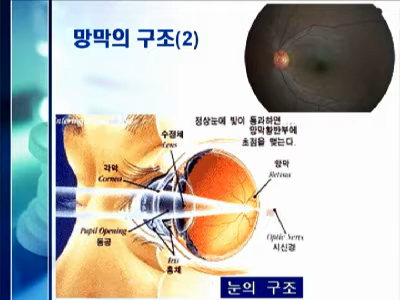 망막의 구조(2)
정상눈에 빛이 통과하면 ...
망막황반부에
초점을 맺는다.
수정체
Lens
각막
Cornea
망막
Retina
Pupil Opening
동공
Optic Nerve
시신경
Iris
홍채
눈의 구조